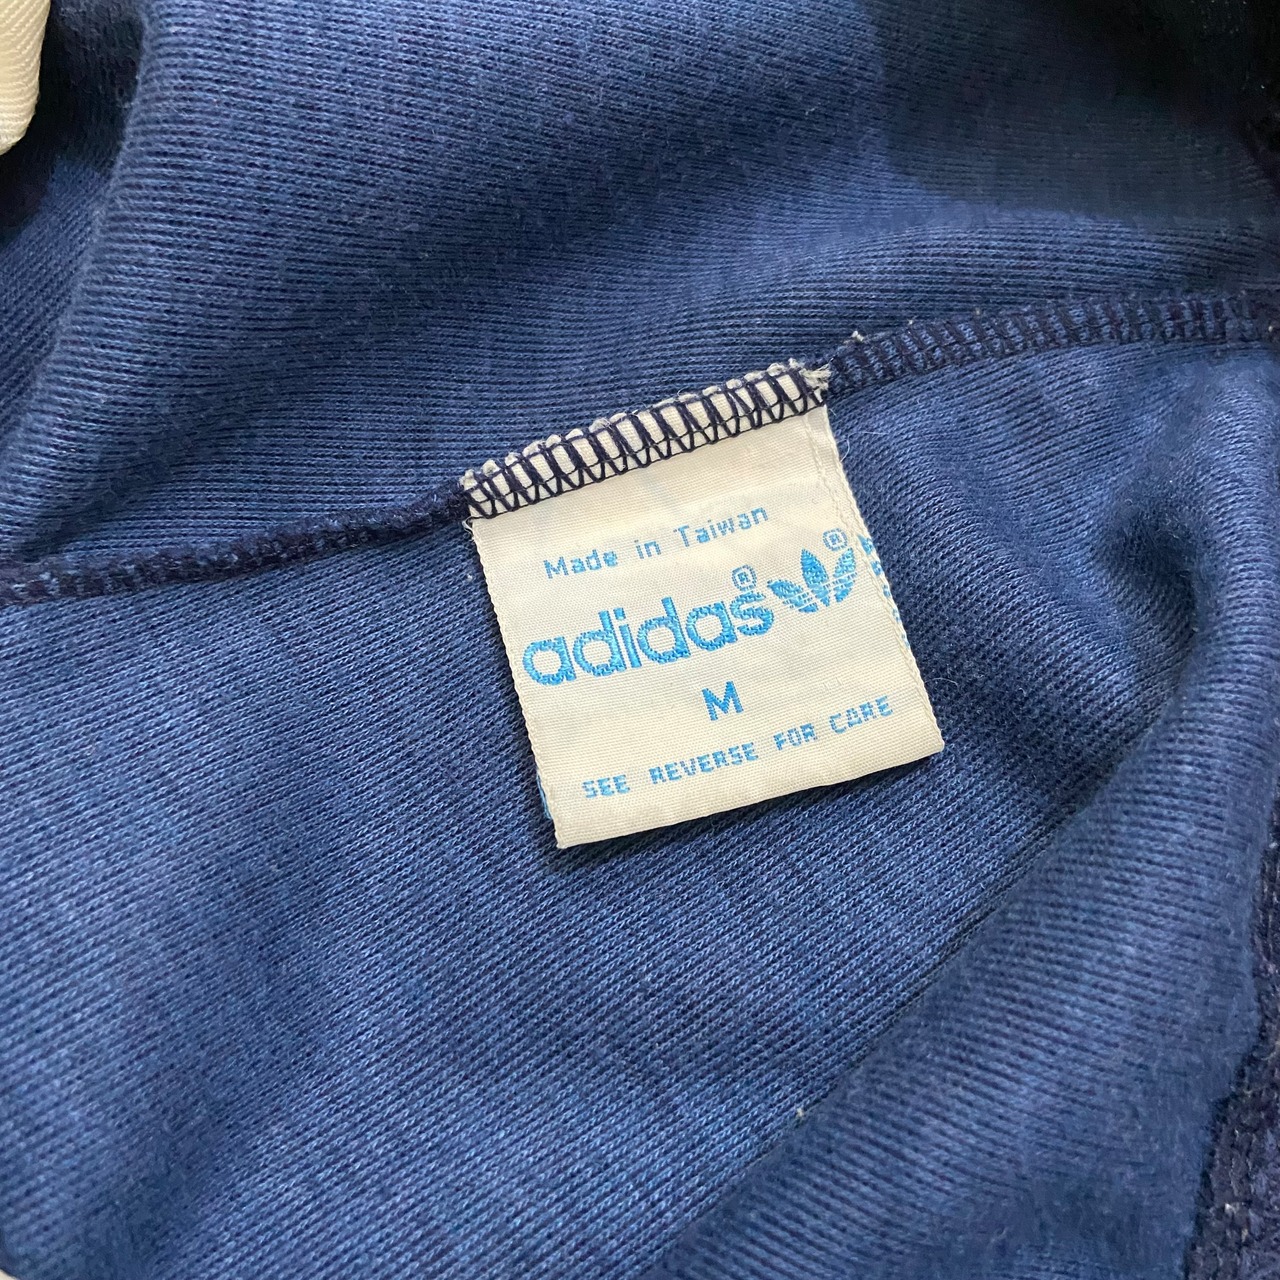 Made in Taiwan
adidas® ®
M
SEE REVERSE FOR CARE